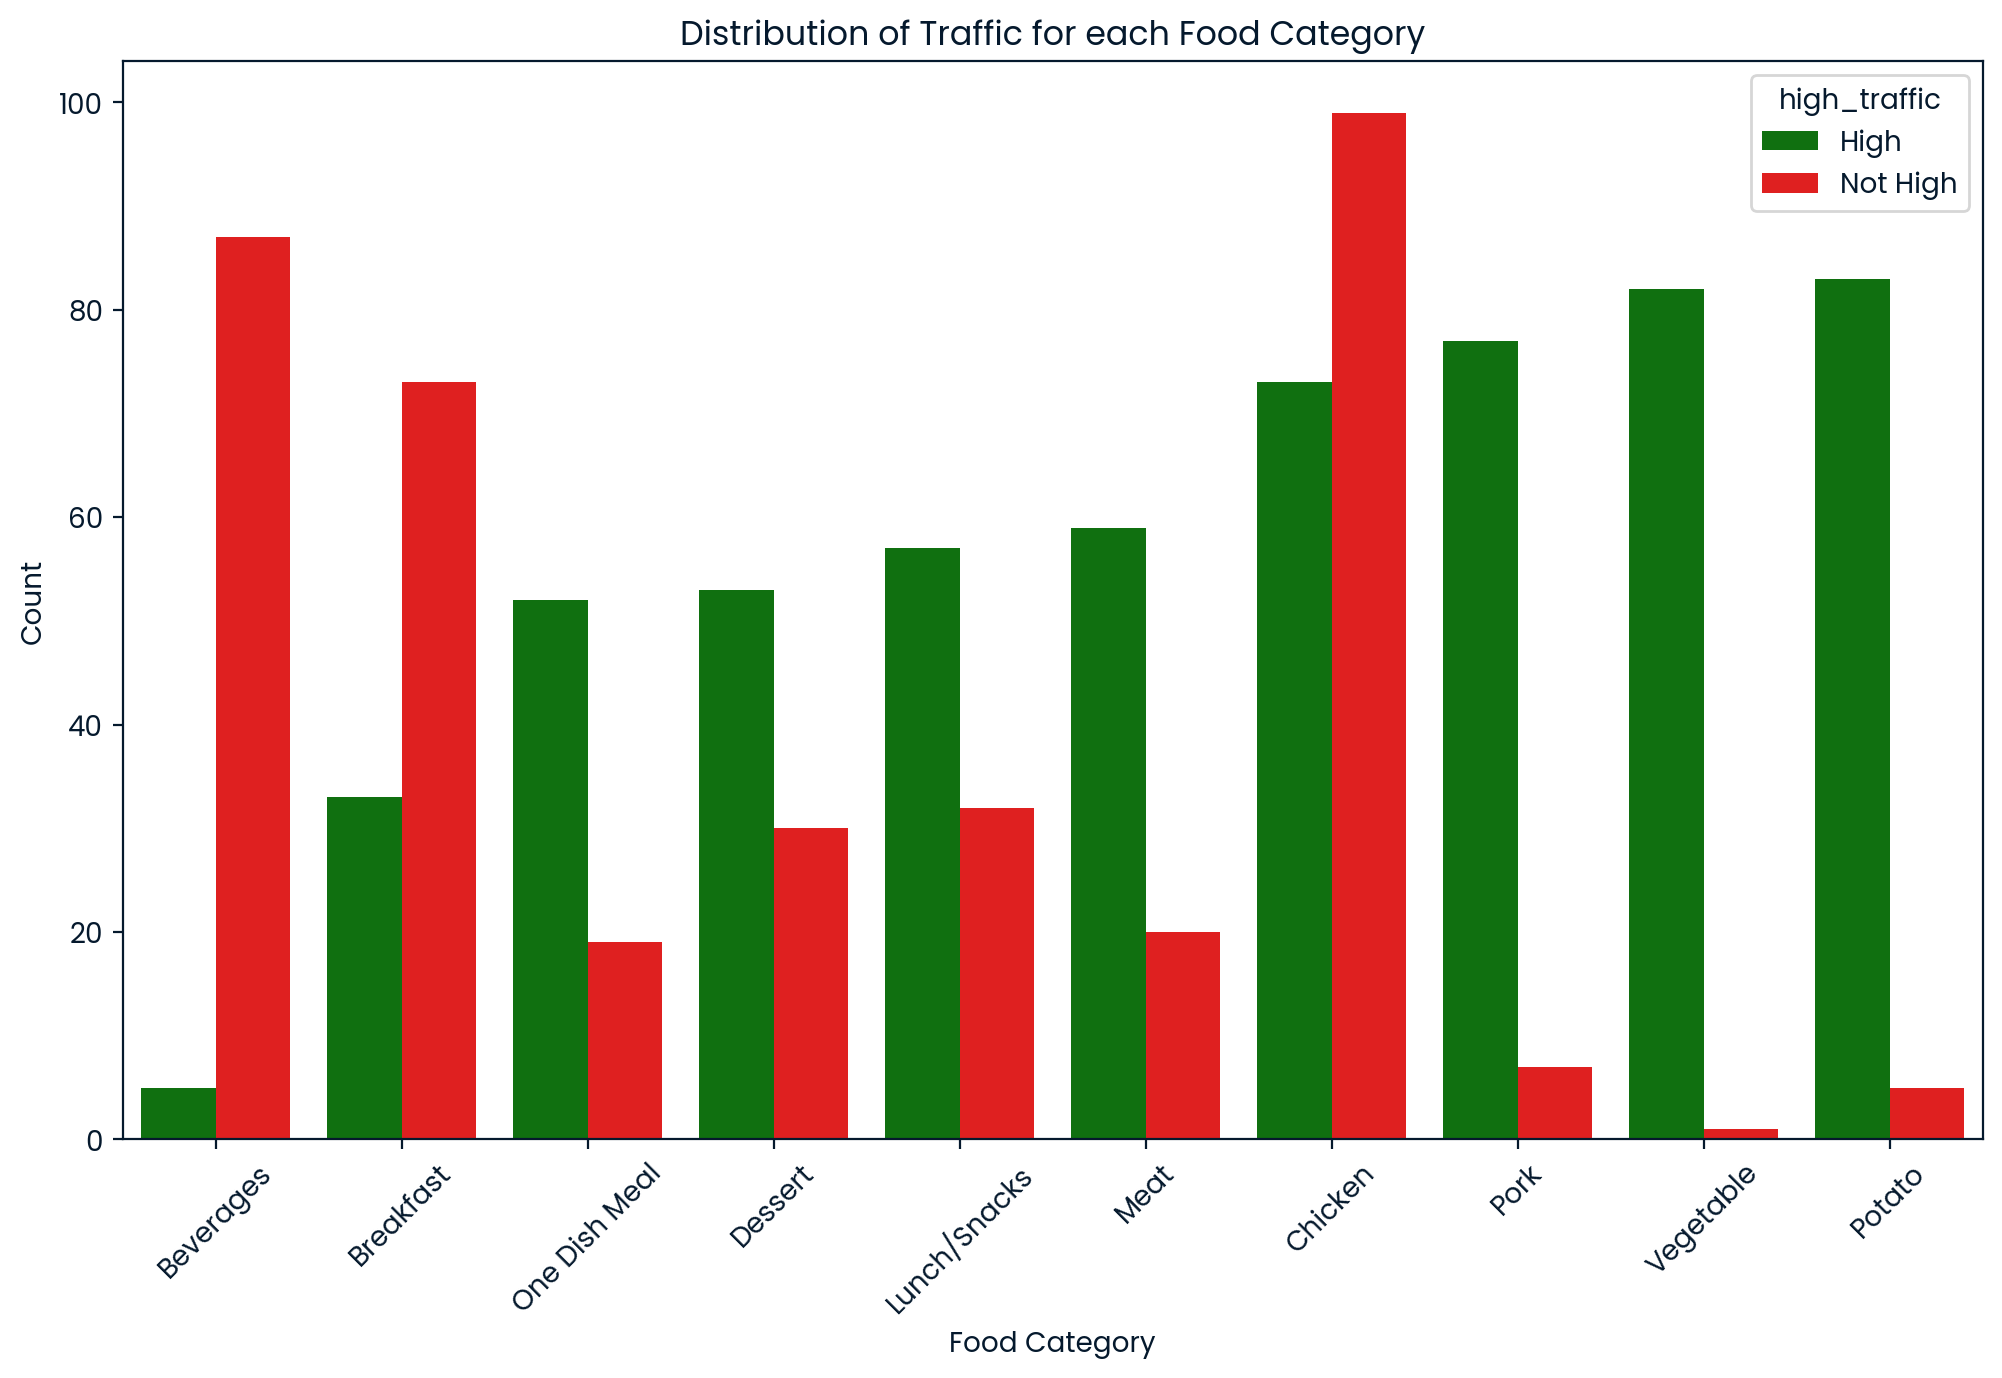 Distribution of Traffic for each Food Category
high_traffic
High
Not High
Count
100
80
60
40
20
0
Beverages
Breakfast
One Dish Meal
Dessert
Lunch/Snacks
Meat
Chicken
Pork
Vegetable
Potato
Food Category